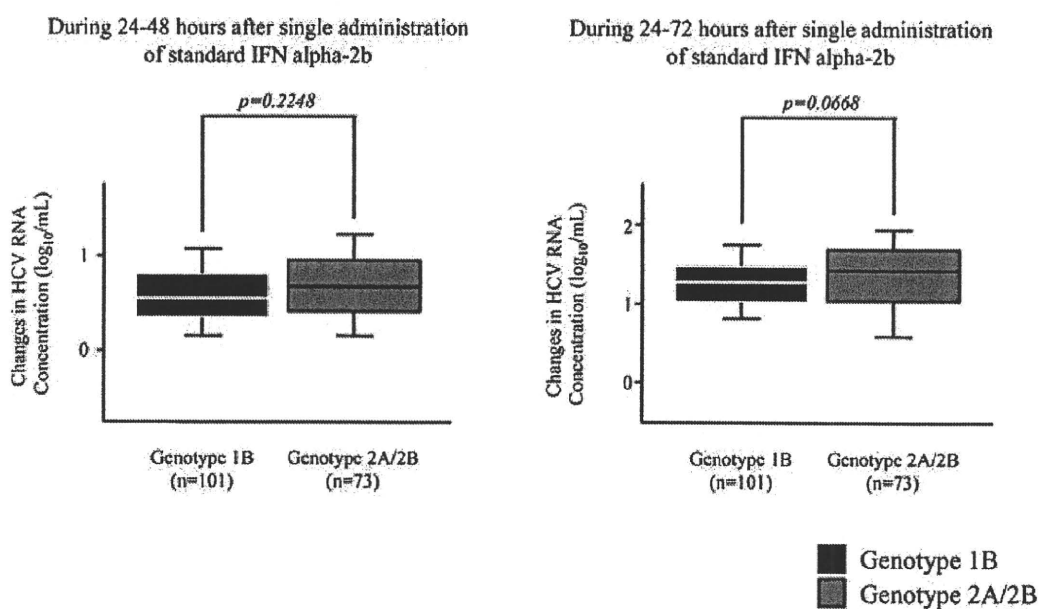 During 24-48 hours after single administration
of standard IFN alpha-2b
p=0.2248
Changes in HCV RNA
Concentration (log₁₀/mL)
1
0
Genotype 1B
(n=101)
Genotype 2A/2B
(n=73)
During 24-72 hours after single administration
of standard IFN alpha-2b
p=0.0668
Changes in HCV RNA
Concentration (log₁₀/mL)
2
1
0
Genotype 1B
(n=101)
Genotype 2A/2B
(n=73)
Genotype 1B
Genotype 2A/2B